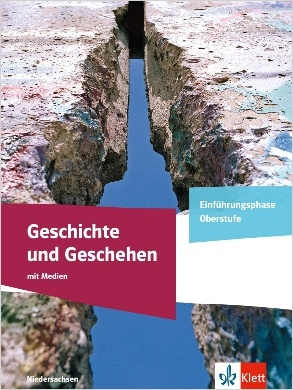 Einführungsphase
Oberstufe
Geschichte
und Geschehen
mit Medien
Niedersachsen
Klett